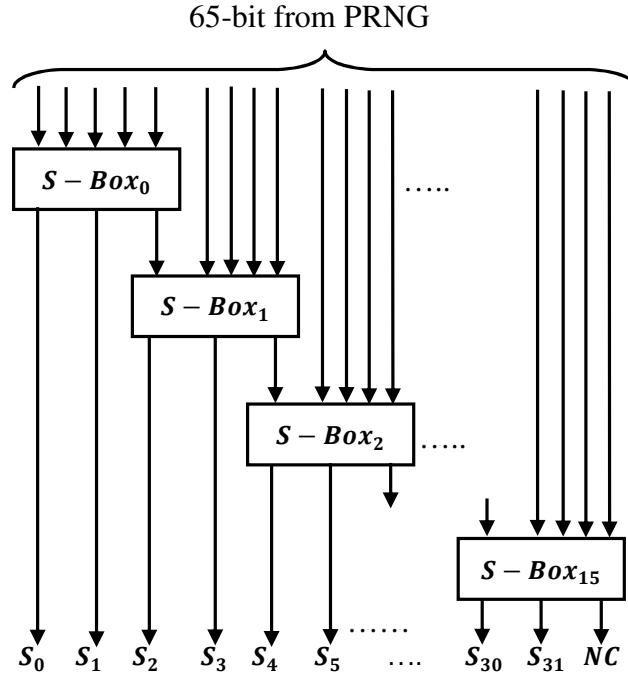 65-bit from PRNG
S − Box₀
…..
S − Box₁
S − Box₂
…..
S − Box₁₅
……
S₀ S₁ S₂ S₃ S₄ S₅ …. S₃₀ S₃₁ NC